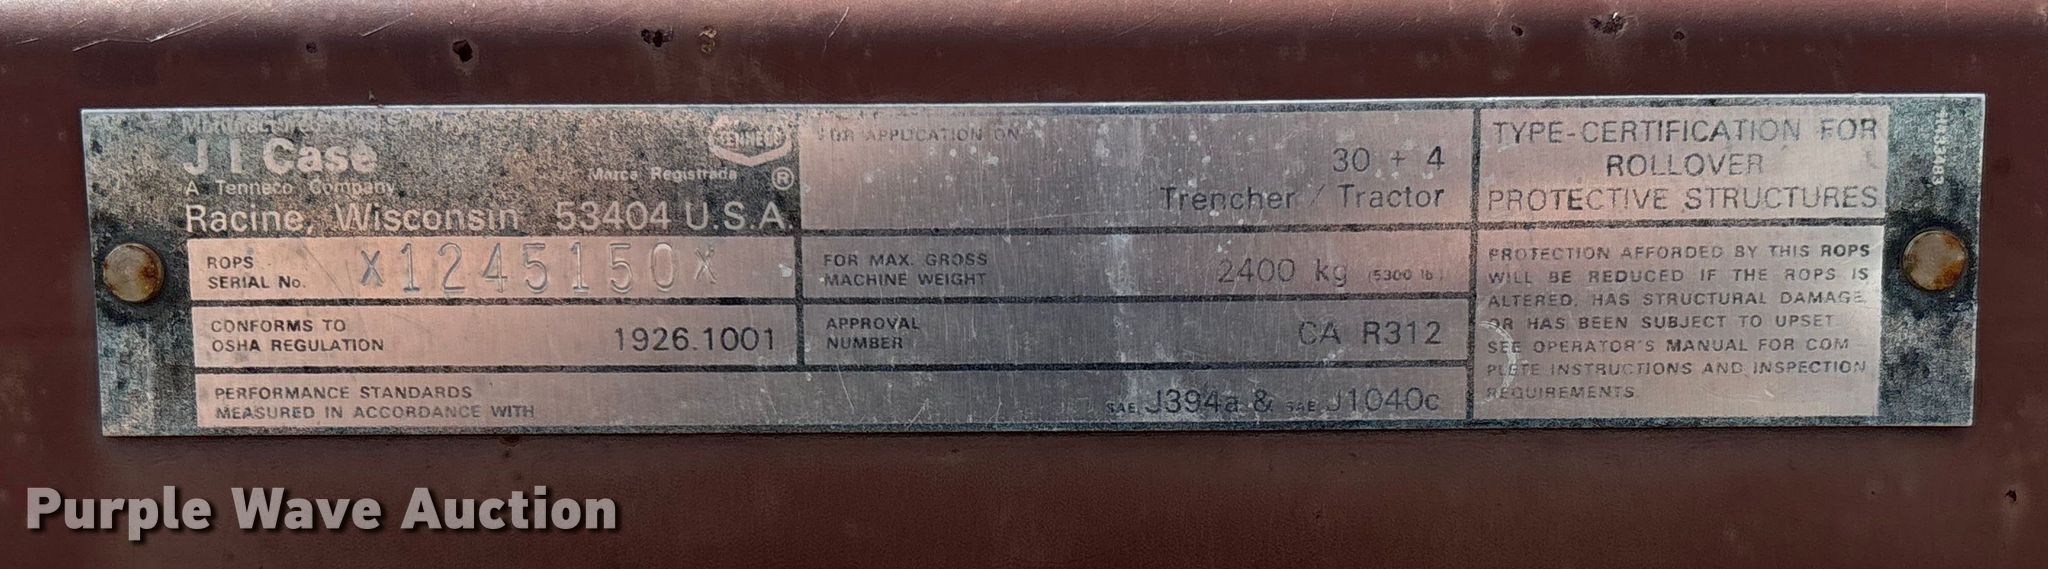 J I Case
A Tenneco Company
Racine, Wisconsin 53404 U.S.A.
TENNECO
Marca Registrada ®
ROPS
SERIAL No. X1245150X
CONFORMS TO
OSHA REGULATION 1926.1001
PERFORMANCE STANDARDS
MEASURED IN ACCORDANCE WITH SAE J394a & SAE J1040c
FOR APPLICATION ON
30 + 4
Trencher / Tractor
FOR MAX. GROSS
MACHINE WEIGHT 2400 kg (5300 lb)
APPROVAL
NUMBER CA R312
TYPE-CERTIFICATION FOR
ROLLOVER
PROTECTIVE STRUCTURES
PROTECTION AFFORDED BY THIS ROPS
WILL BE REDUCED IF THE ROPS IS
ALTERED, HAS STRUCTURAL DAMAGE,
OR HAS BEEN SUBJECT TO UPSET.
SEE OPERATOR'S MANUAL FOR COM
PLETE INSTRUCTIONS AND INSPECTION
REQUIREMENTS
Purple Wave Auction